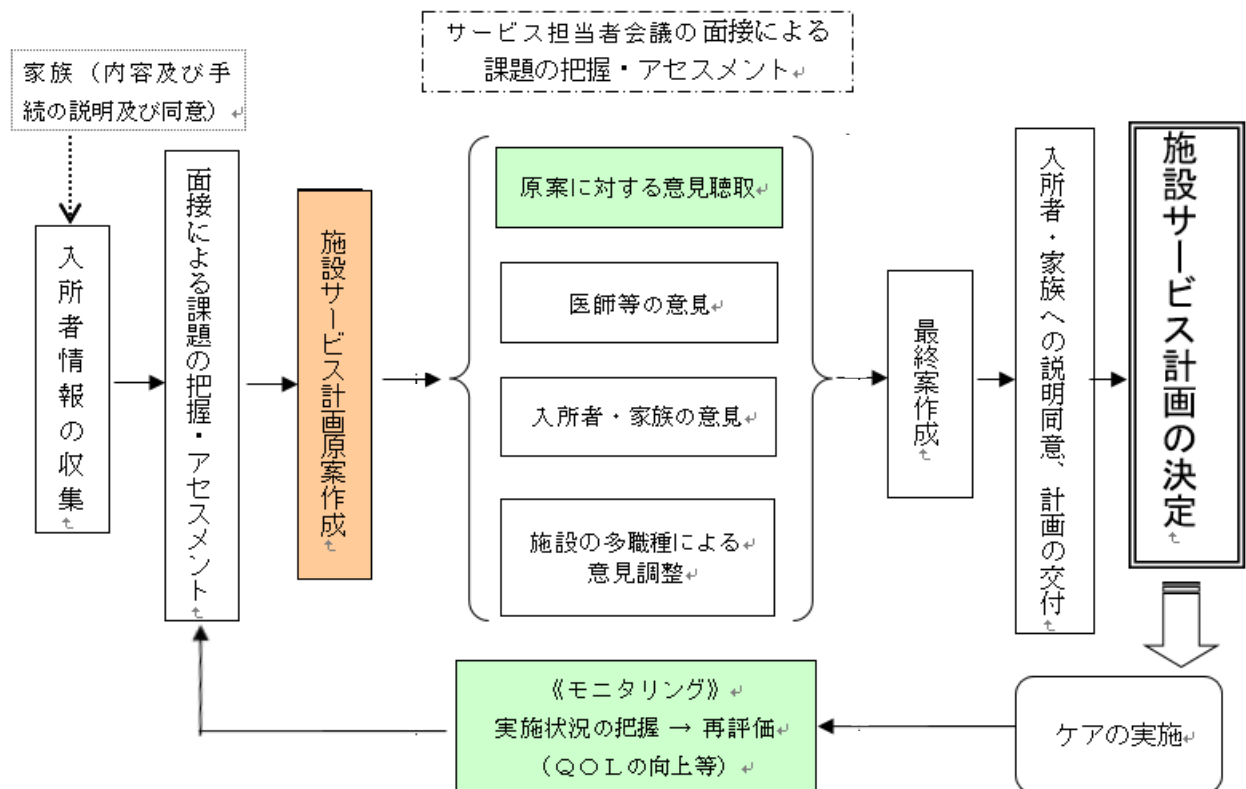 サービス担当者会議の面接による
課題の把握・アセスメント↵
家族（内容及び手
続の説明及び同意）↵
入所者情報の収集↵
面接による課題の把握・アセスメント↵
施設サービス計画原案作成↵
原案に対する意見聴取↵
医師等の意見↵
入所者・家族の意見↵
施設の多職種による
意見調整↵
最終案作成↵
入所者・家族への説明同意、計画の交付↵
施設サービス計画の決定↵
ケアの実施↵
《モニタリング》↵
実施状況の把握 → 再評価↵
（ＱＯＬの向上等）↵